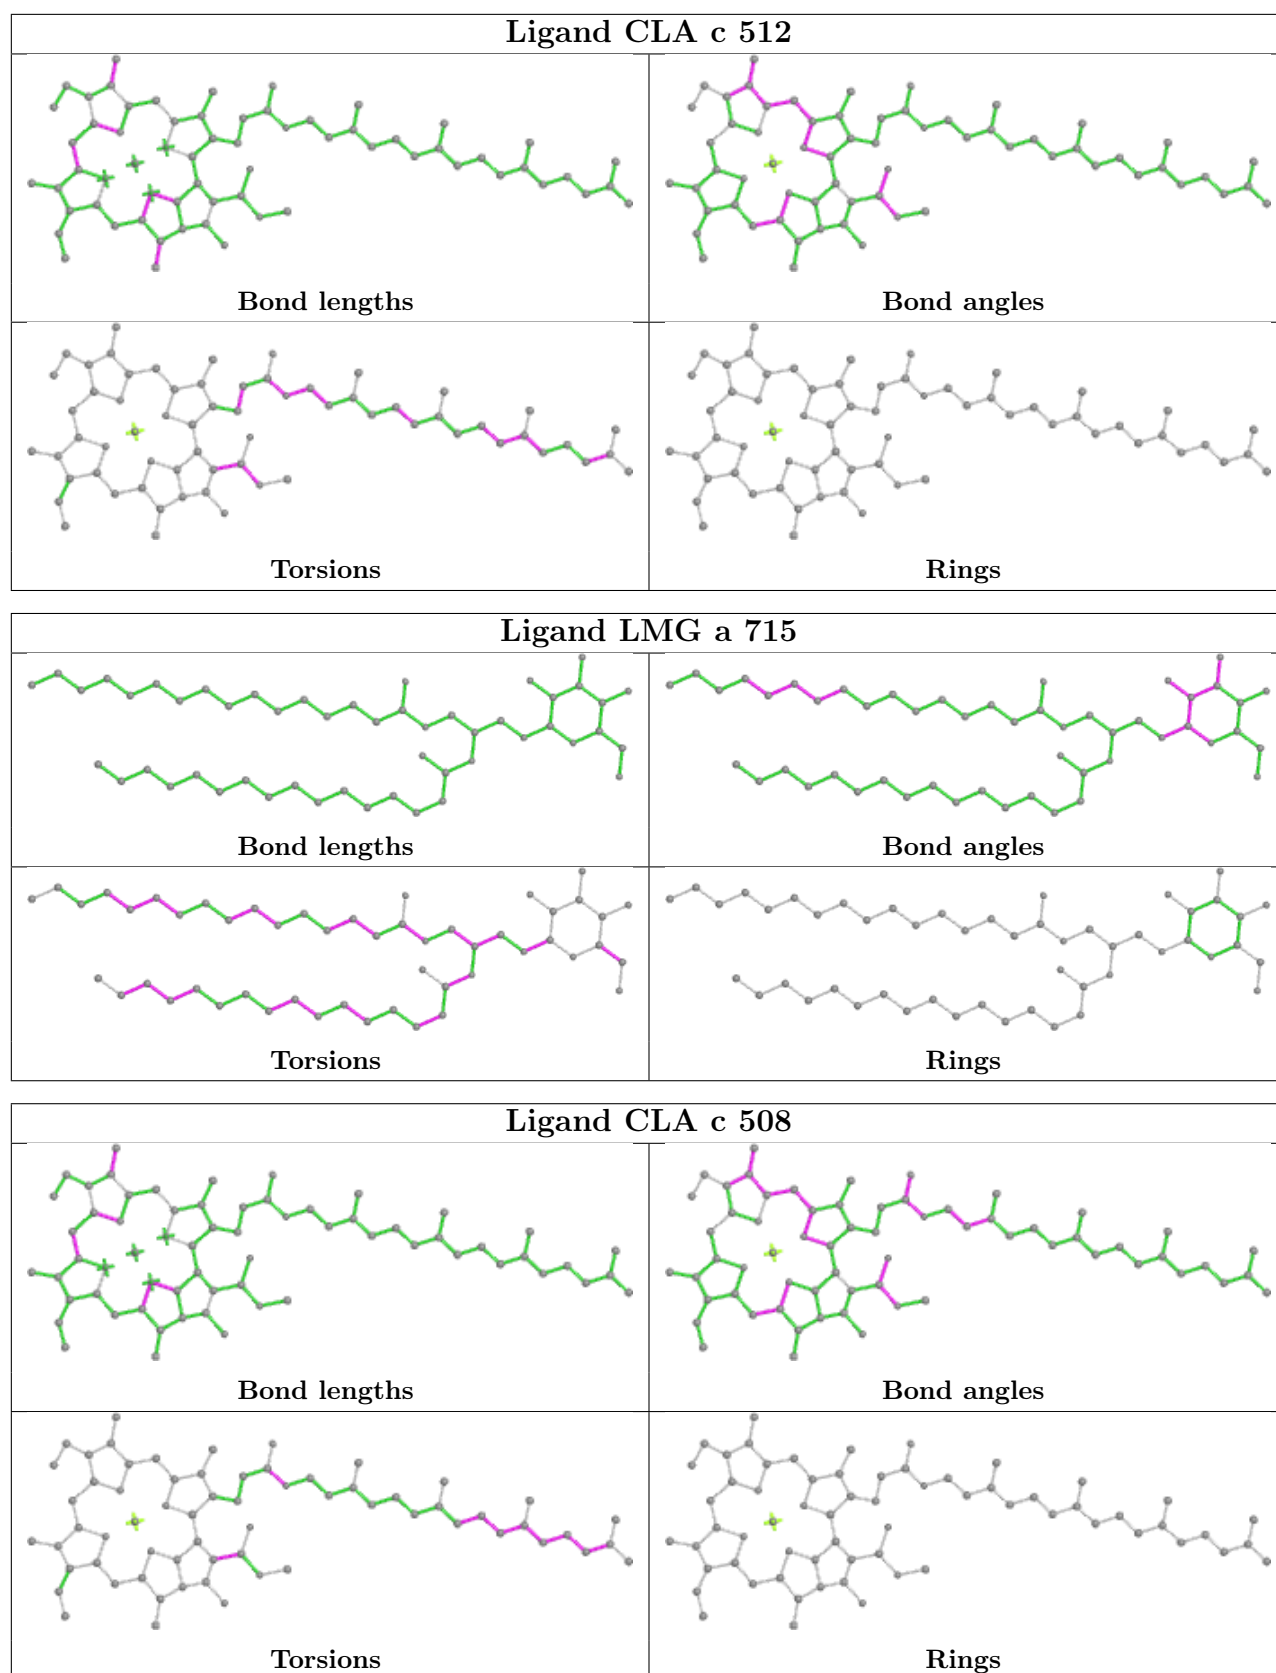 Ligand CLA c 512
Bond lengths
Bond angles
Torsions
Rings
Ligand LMG a 715
Bond lengths
Bond angles
Torsions
Rings
Ligand CLA c 508
Bond lengths
Bond angles
Torsions
Rings